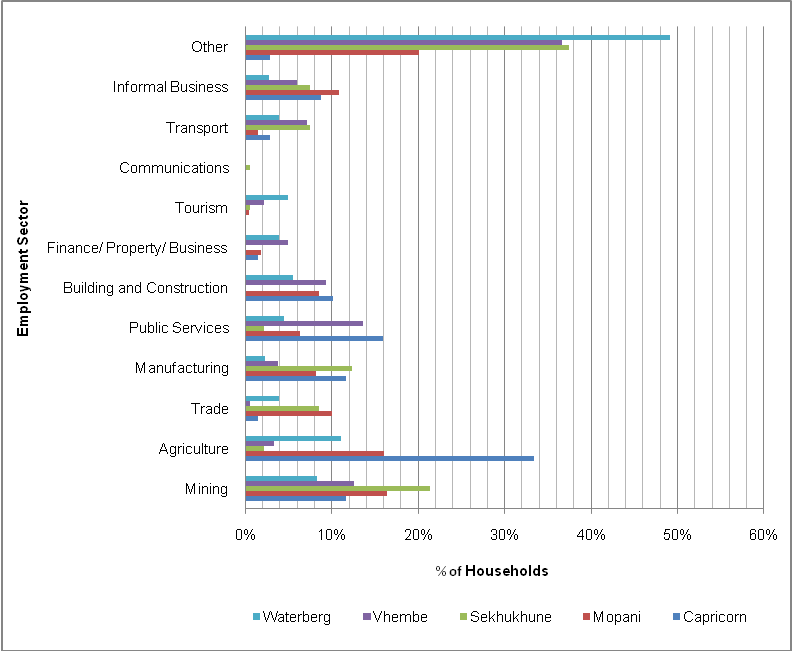 Other
Informal Business
Transport
Communications
Tourism
Finance/ Property/ Business
Building and Construction
Public Services
Manufacturing
Trade
Agriculture
Mining
Employment Sector
0% 10% 20% 30% 40% 50% 60%
% of Households
Waterberg Vhembe Sekhukhune Mopani Capricorn